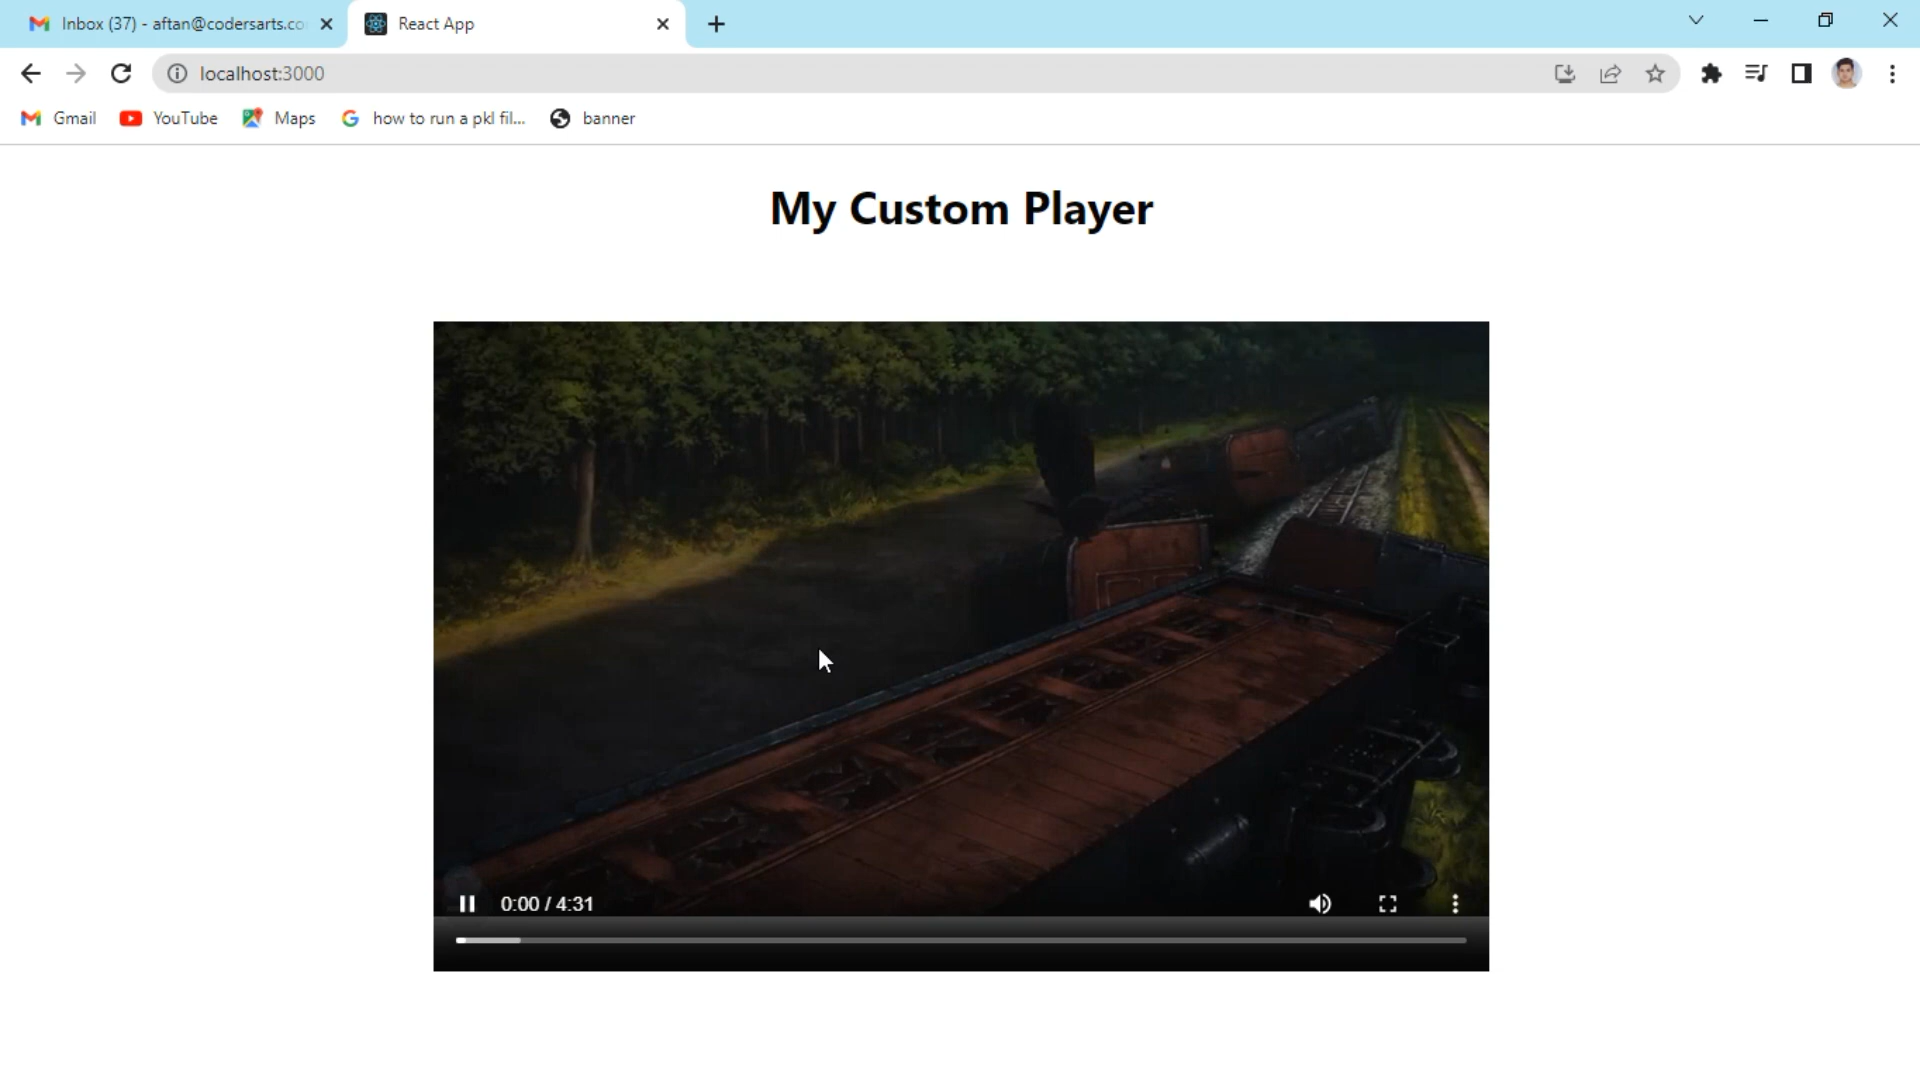 Inbox (37) - aftan@codersarts.co
React App
localhost:3000
Gmail
YouTube
Maps
how to run a pkl fil...
banner
My Custom Player
0:00 / 4:31